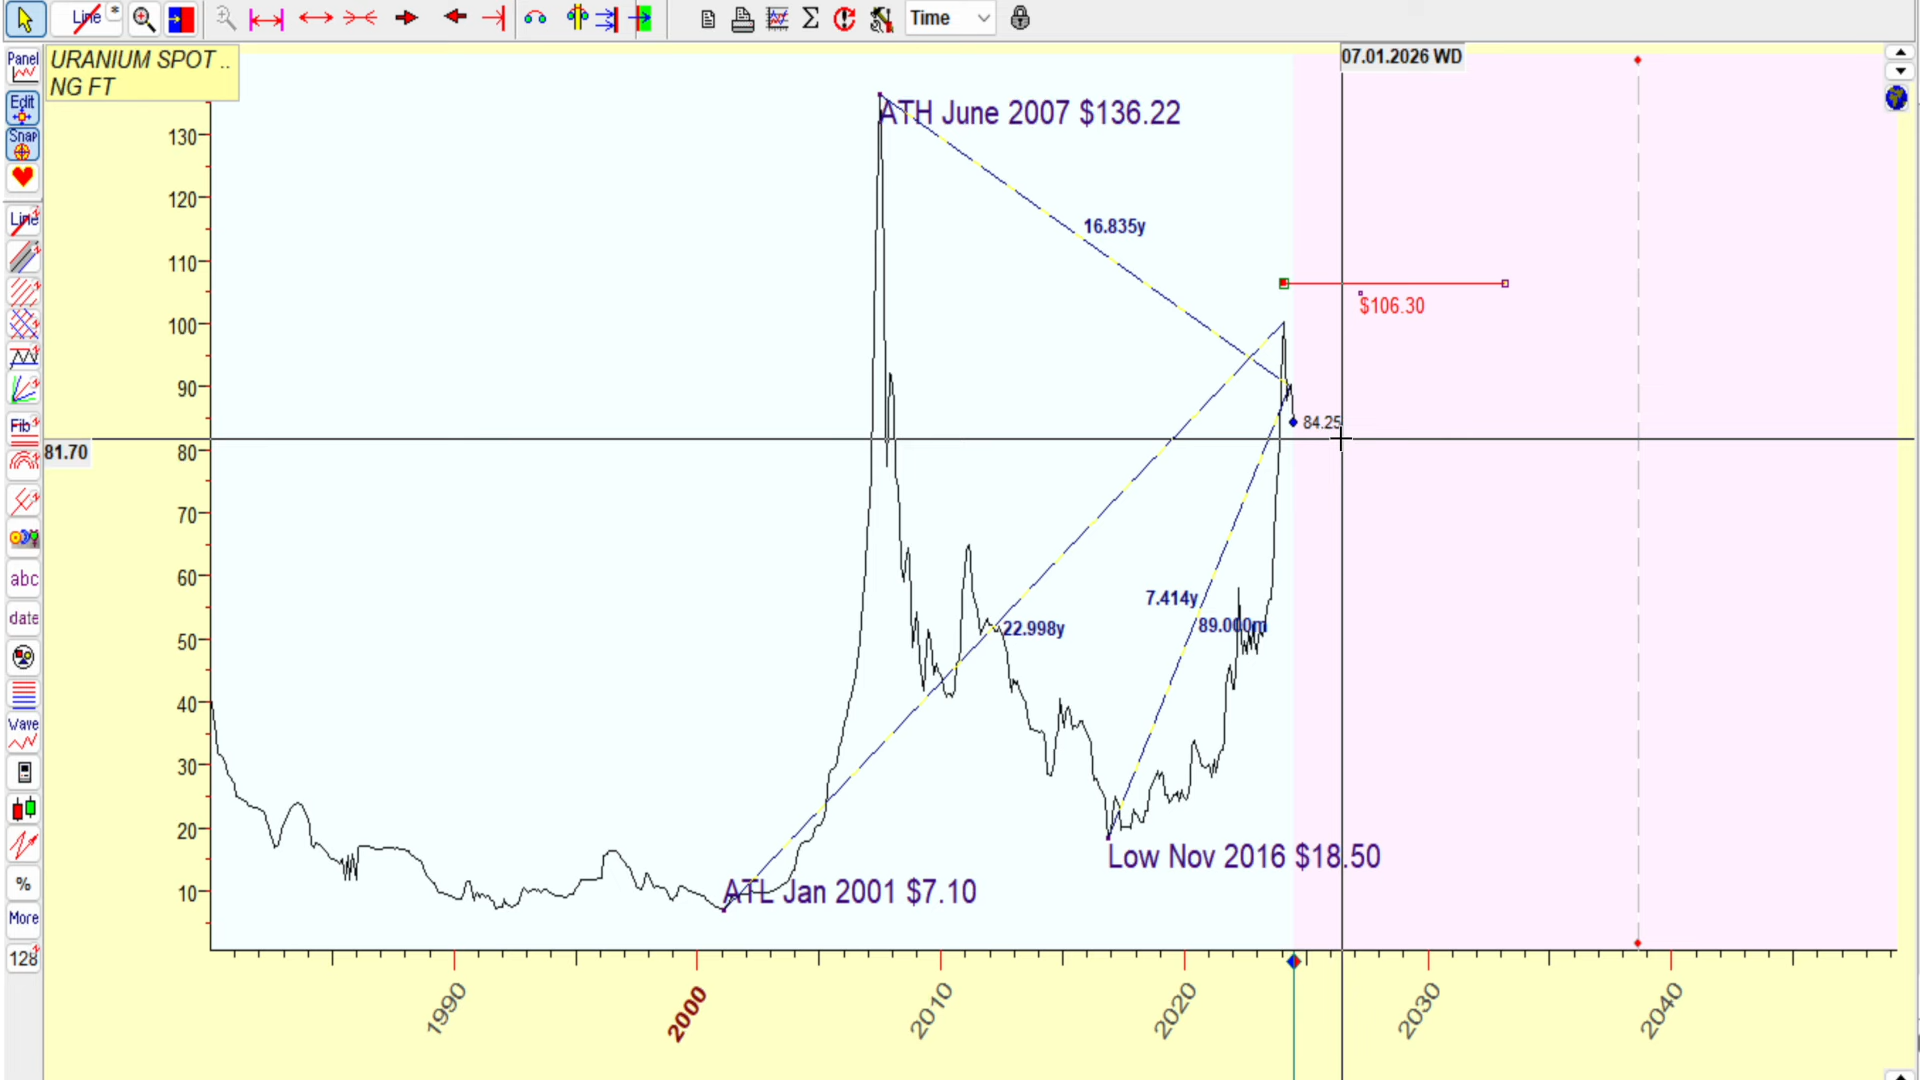 Line *
Time
Panel
URANIUM SPOT ..
NG FT
07.01.2026 WD
Edit
Snap
ATH June 2007 $136.22
130
120
16.835y
Line
110
$106.30
100
90
84.25
Fib
81.70
80
70
abc
60
7.414y
date
89.000m
22.998y
50
40
Wave
30
20
Low Nov 2016 $18.50
%
10
ATL Jan 2001 $7.10
More
128
1990
2000
2010
2020
2030
2040